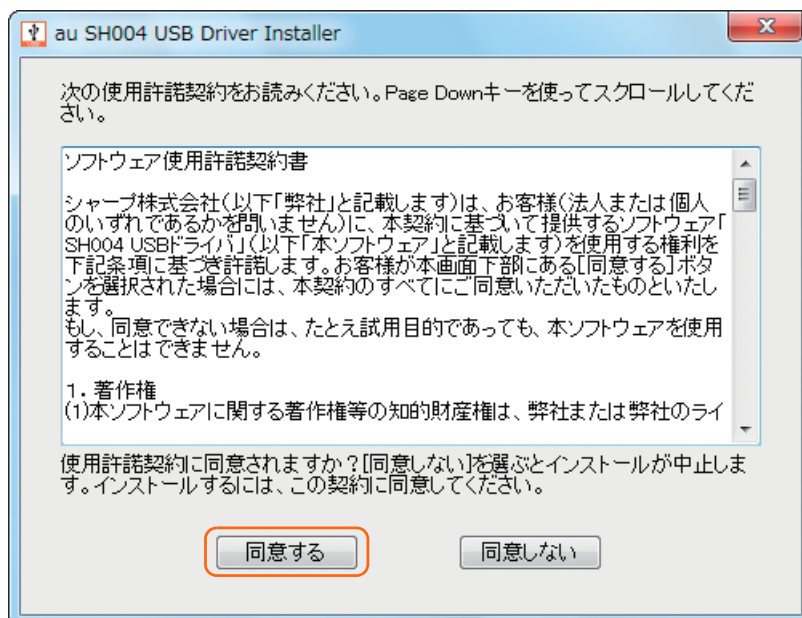 au SH004 USB Driver Installer
次の使用許諾契約をお読みください。Page Downキーを使ってスクロールしてくだ
さい。
ソフトウェア使用許諾契約書
シャープ株式会社(以下「弊社」と記載します)は、お客様(法人または個人
のいずれであるかを問いません)に、本契約に基づいて提供するソフトウェア「
SH004 USBドライバ」(以下「本ソフトウェア」と記載します)を使用する権利を
下記条項に基づき許諾します。お客様が本画面下部にある[同意する]ボタ
ンを選択された場合には、本契約のすべてにご同意いただいたものといたし
ます。
もし、同意できない場合は、たとえ試用目的であっても、本ソフトウェアを使用
することはできません。
1．著作権
(1)本ソフトウェアに関する著作権等の知的財産権は、弊社または弊社のライ
使用許諾契約に同意されますか？[同意しない]を選ぶとインストールが中止しま
す。インストールするには、この契約に同意してください。
同意する
同意しない